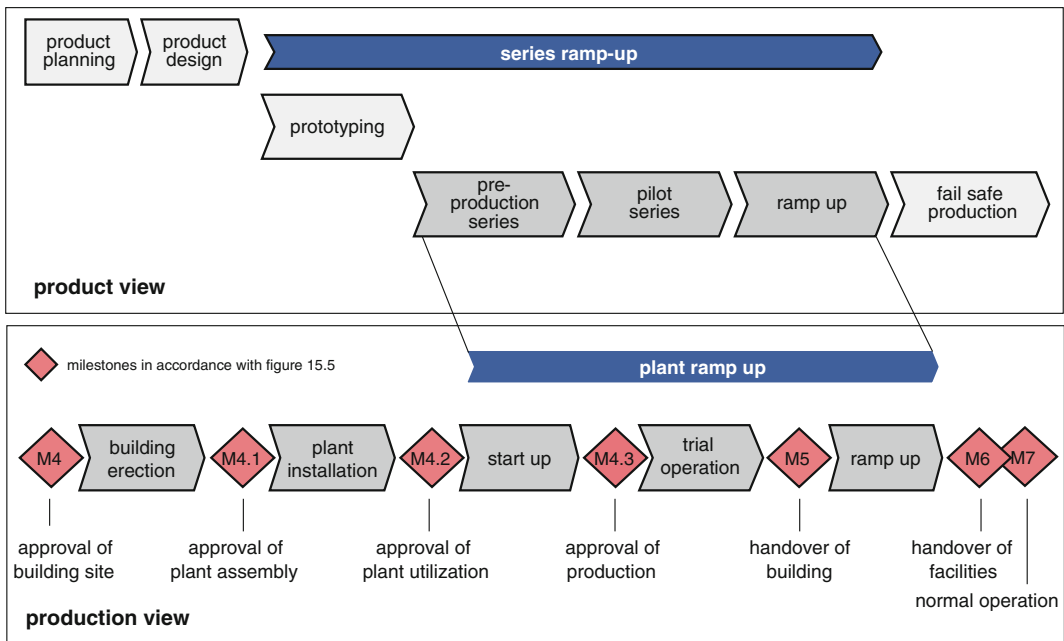 product
planning
product
design
series ramp-up
prototyping
pre-
production
series
pilot
series
ramp up
fail safe
production
product view
milestones in accordance with figure 15.5
plant ramp up
M4
building
erection
M4.1
plant
installation
M4.2
start up
M4.3
trial
operation
M5
ramp up
M6
M7
approval of
building site
approval of
plant assembly
approval of
plant utilization
approval of
production
handover of
building
handover of
facilities
normal operation
production view